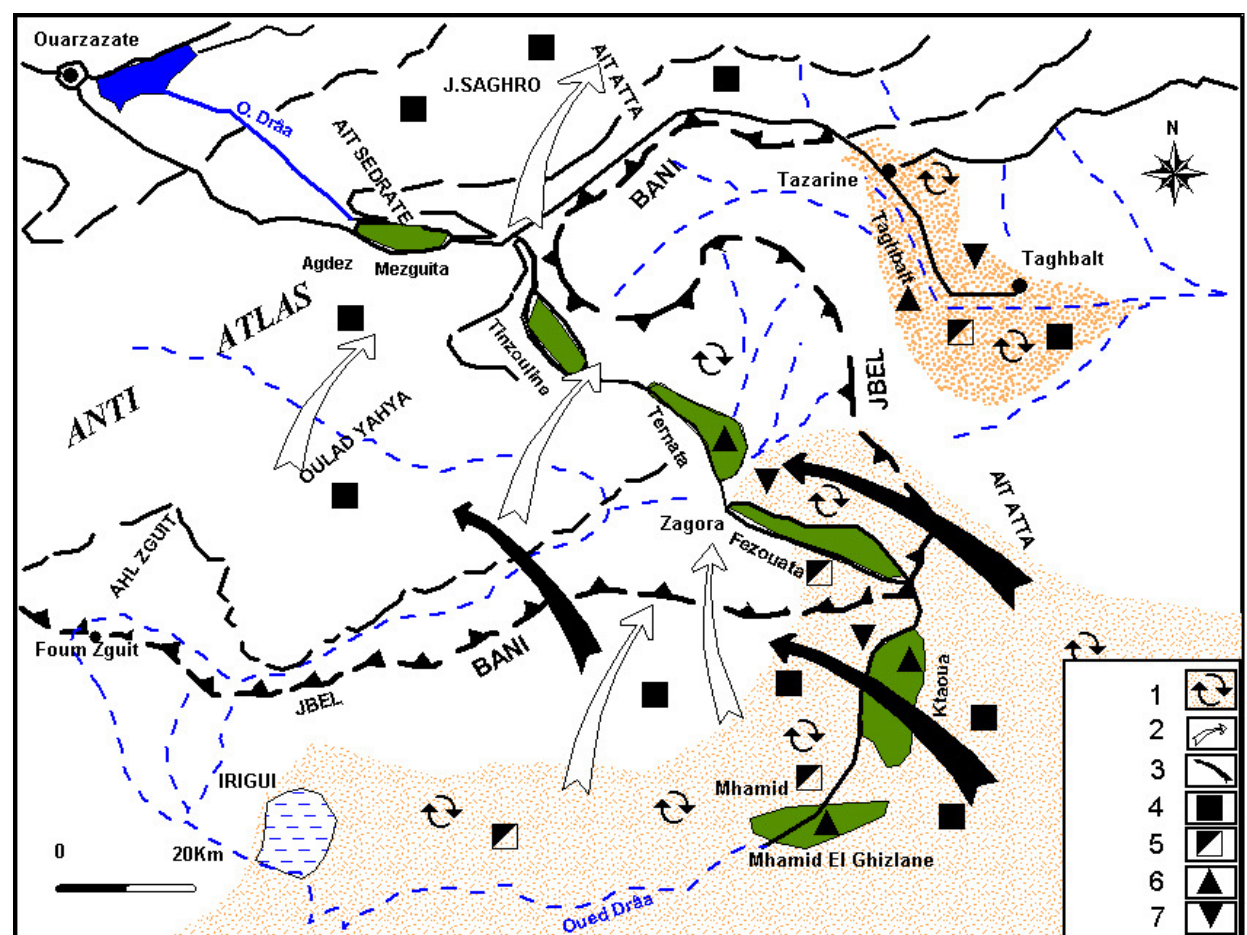 Ouarzazate
J.SAGHRO
AIT ATTA
O. Drâa
AIT SEDRATE
N
BANI
Tazarine
Taghbalt
Taghbalt
Agdez
Mezguita
ATLAS
ANTI
Tinzouline
JBEL
OULAD YAHYA
Ternata
AIT ATTA
AHL ZGUIT
Zagora
Fezouata
Foum Zguit
BANI
JBEL
Ktaoua
IRIGUI
Mhamid
0
20Km
Mhamid El Ghizlane
Oued Drâa
1
2
3
4
5
6
7